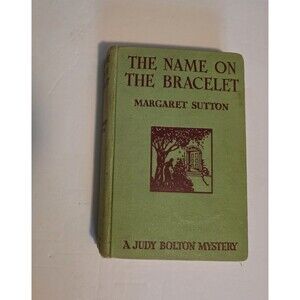 THE NAME ON
THE BRACELET
MARGARET SUTTON
A JUDY BOLTON MYSTERY